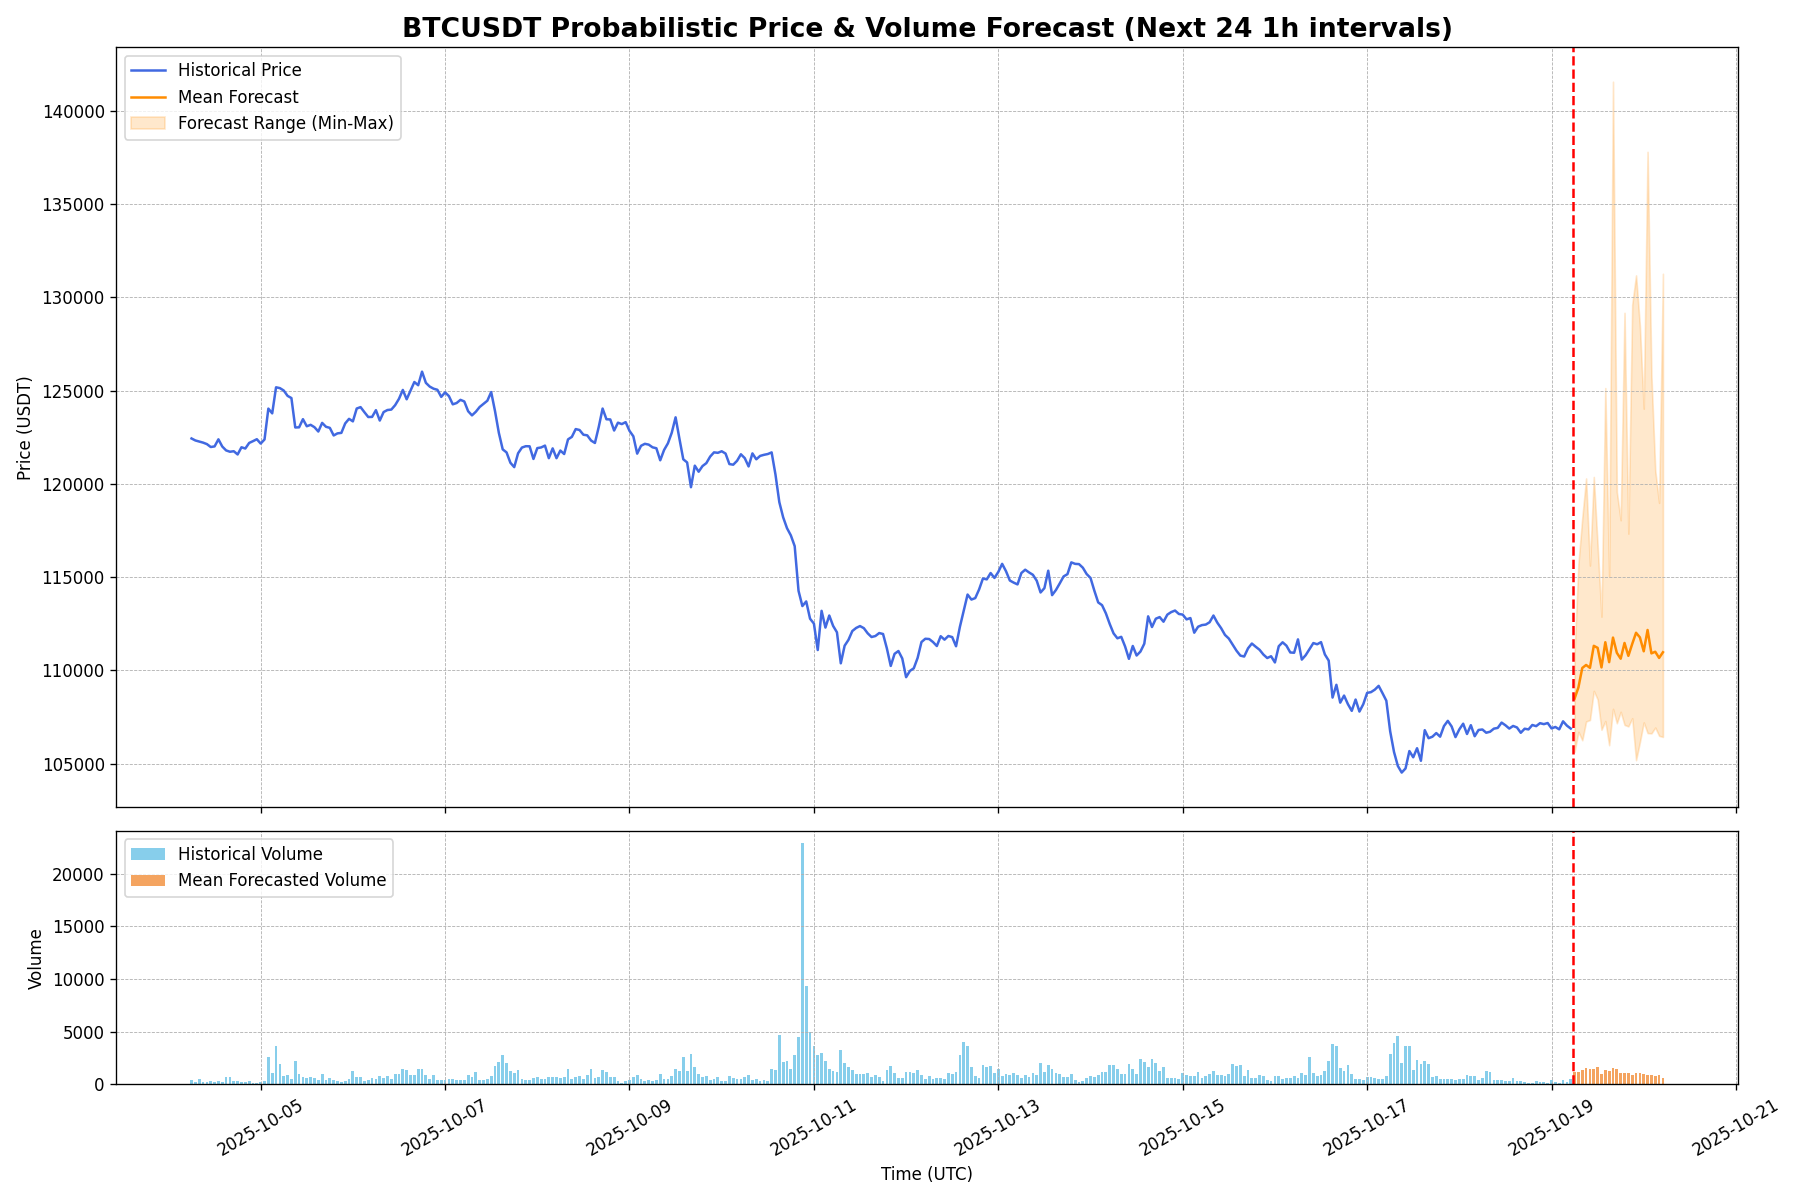 BTCUSDT Probabilistic Price & Volume Forecast (Next 24 1h intervals)
Historical Price
Mean Forecast
Forecast Range (Min-Max)
140000
135000
130000
125000
120000
115000
110000
105000
Price (USDT)
Historical Volume
Mean Forecasted Volume
20000
15000
10000
5000
0
Volume
2025-10-05
2025-10-07
2025-10-09
2025-10-11
2025-10-13
2025-10-15
2025-10-17
2025-10-19
2025-10-21
Time (UTC)